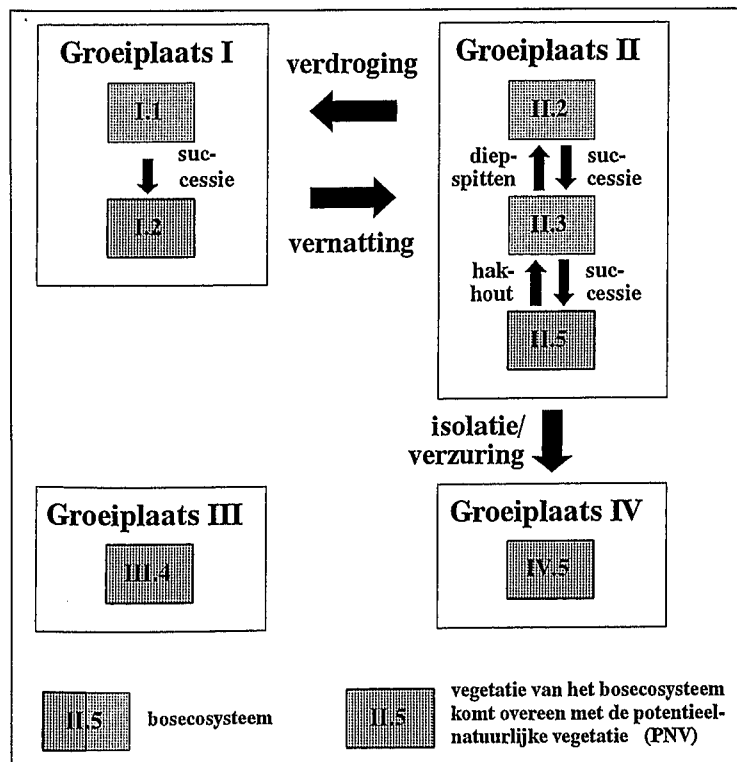 Groeiplaats I
I.1
suc-
cessie
I.2
verdroging
vernatting
Groeiplaats II
II.2
diep-
spitten
suc-
cessie
II.3
hak-
hout
suc-
cessie
II.5
isolatie/
verzuring
Groeiplaats III
III.4
Groeiplaats IV
IV.5
II.5
bosecosysteem
II.5
vegetatie van het bosecosysteem
komt overeen met de potentieel-
natuurlijke vegetatie (PNV)